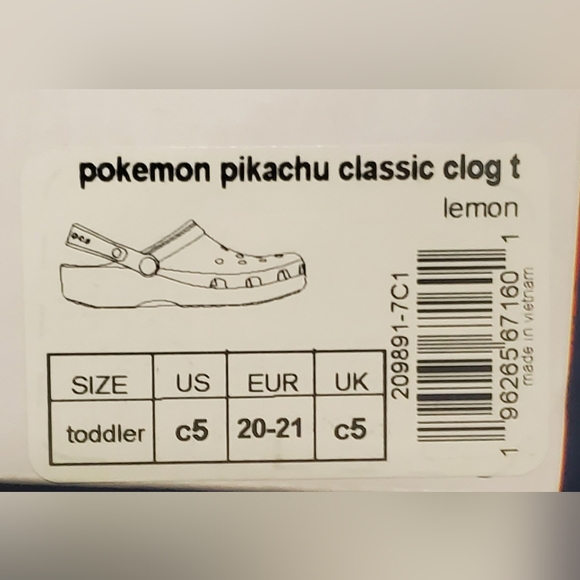 pokemon pikachu classic clog t
lemon
SIZE US EUR UK
toddler c5 20-21 c5
209891-7C1
1 96265 67160 1
made in vietnam